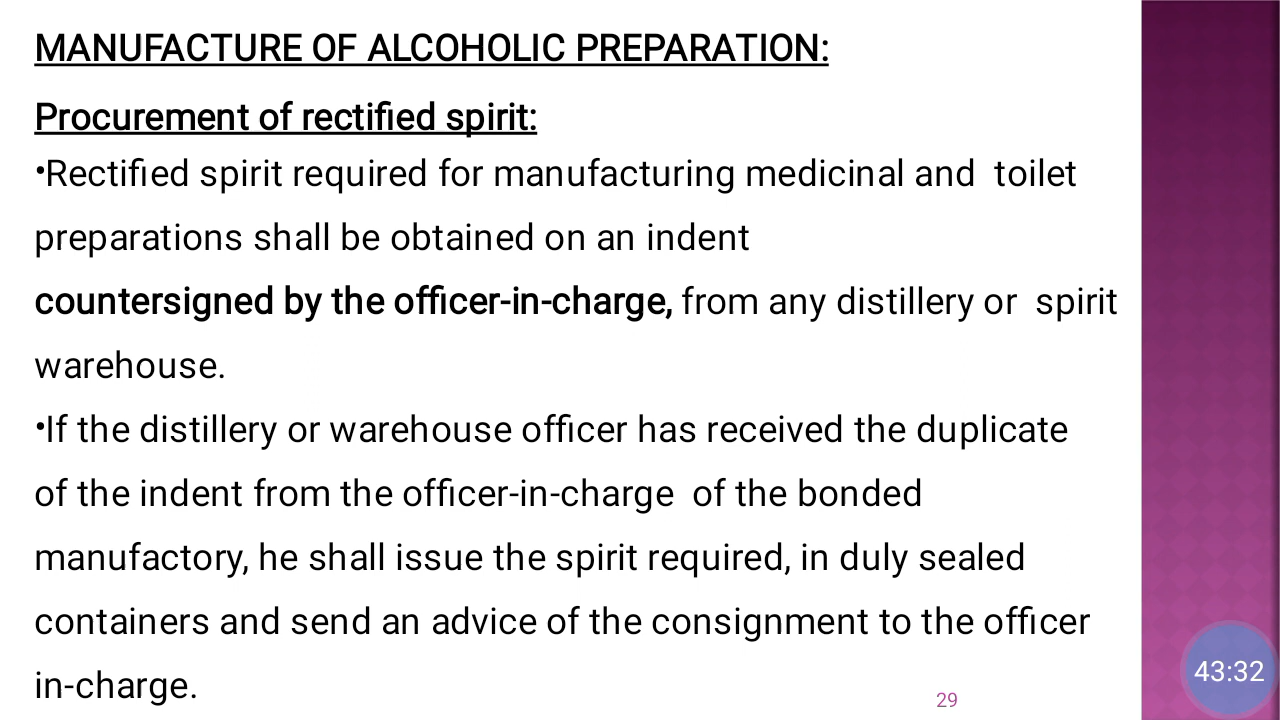 MANUFACTURE OF ALCOHOLIC PREPARATION:
Procurement of rectified spirit:
•Rectified spirit required for manufacturing medicinal and  toilet
preparations shall be obtained on an indent
countersigned by the officer-in-charge, from any distillery or  spirit
warehouse.
•If the distillery or warehouse officer has received the duplicate
of the indent from the officer-in-charge  of the bonded
manufactory, he shall issue the spirit required, in duly sealed
containers and send an advice of the consignment to the officer
in-charge.
29
43:32